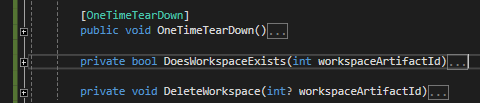 [OneTimeTearDown]
public void OneTimeTearDown()...
private bool DoesWorkspaceExists(int workspaceArtifactId)...
private void DeleteWorkspace(int? workspaceArtifactId)...